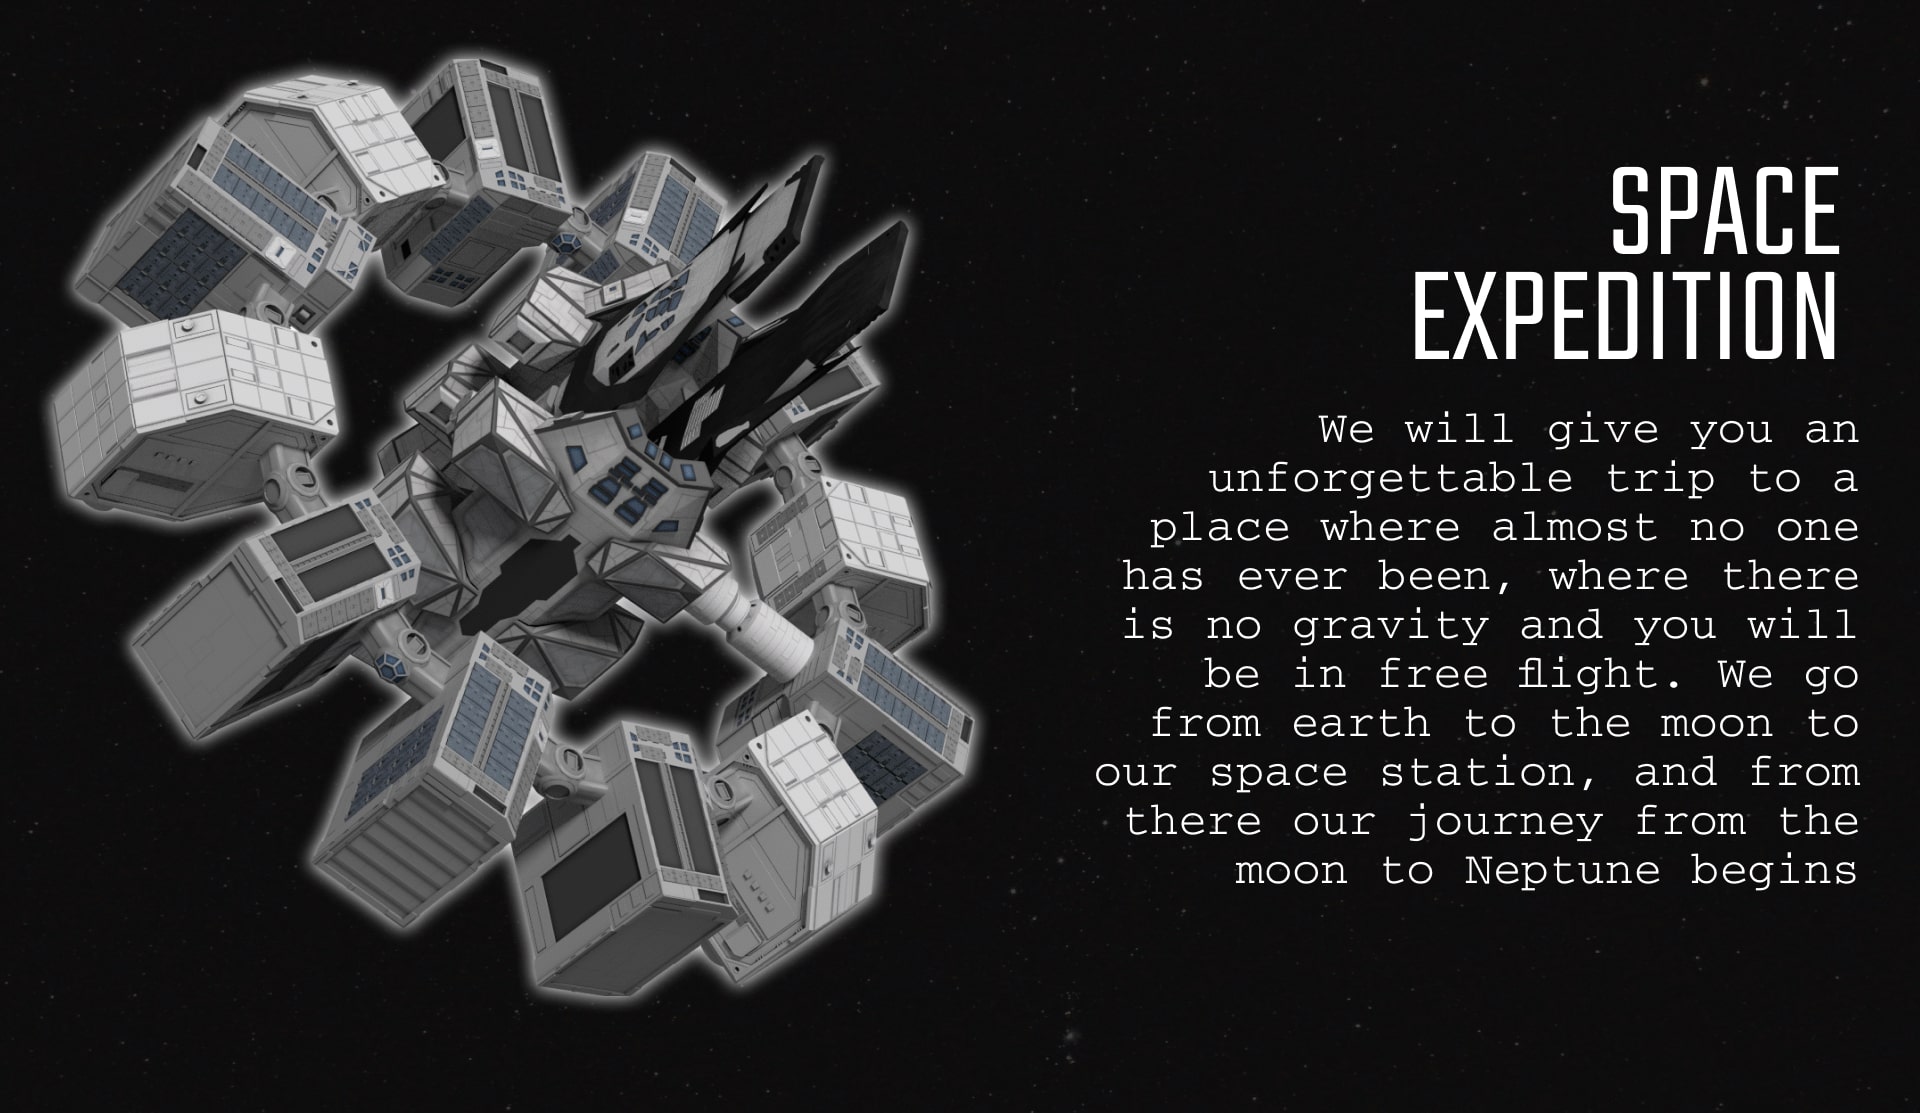 SPACE
EXPEDITION
We will give you an
unforgettable trip to a
place where almost no one
has ever been, where there
is no gravity and you will
be in free flight. We go
from earth to the moon to
our space station, and from
there our journey from the
moon to Neptune begins